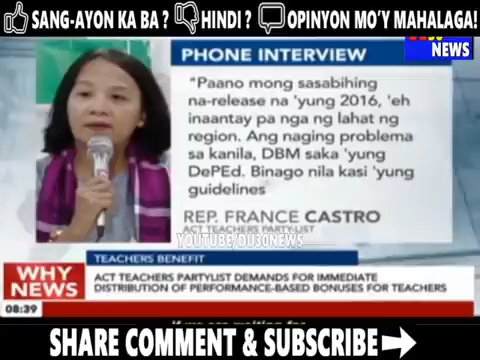 SANG-AYON KA BA ? HINDI ? OPINYON MO'Y MAHALAGA!
NEWS
PHONE INTERVIEW
"Paano mong sasabihing
na-release na 'yung 2016, 'eh
inaantay pa nga ng lahat ng
region. Ang naging problema
sa kanila, DBM saka 'yung
DePEd. Binago nila kasi 'yung
guidelines"
REP. FRANCE CASTRO
ACT TEACHERS PARTY-LIST
YOUTUBE/DU30NEWS
TEACHERS BENEFIT
WHY
NEWS
ACT TEACHERS PARTYLIST DEMANDS FOR IMMEDIATE
DISTRIBUTION OF PERFORMANCE-BASED BONUSES FOR TEACHERS
08:39
SHARE COMMENT & SUBSCRIBE